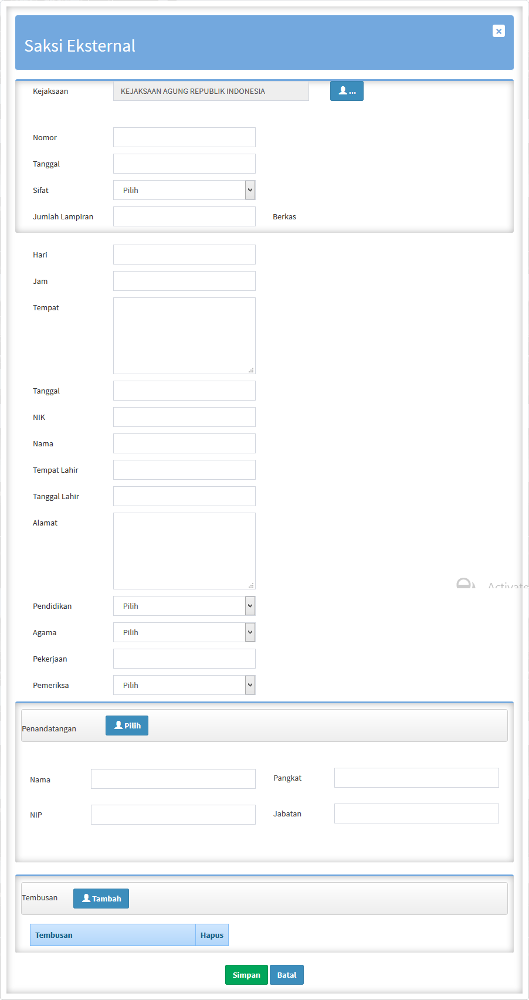 Saksi Eksternal
Kejaksaan KEJAKSAAN AGUNG REPUBLIK INDONESIA ...
Nomor
Tanggal
Sifat Pilih
Jumlah Lampiran Berkas
Hari
Jam
Tempat
Tanggal
NIK
Nama
Tempat Lahir
Tanggal Lahir
Alamat
Activate
Pendidikan Pilih
Agama Pilih
Pekerjaan
Pemeriksa Pilih
Penandatangan Pilih
Nama Pangkat
NIP Jabatan
Tembusan Tambah
Tembusan Hapus
Simpan Batal